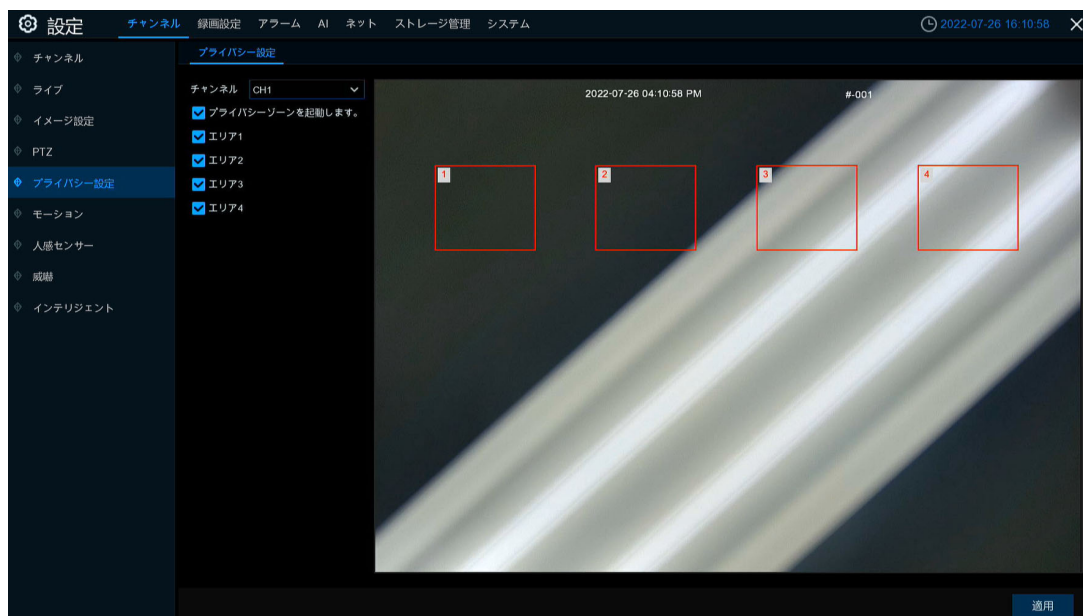 設定 チャンネル 録画設定 アラーム AI ネット ストレージ管理 システム 2022-07-26 16:10:58
チャンネル
ライブ
イメージ設定
PTZ
プライバシー設定
モーション
人感センサー
威嚇
インテリジェント
プライバシー設定
チャンネル CH1
プライバシーゾーンを起動します。
エリア1
エリア2
エリア3
エリア4
2022-07-26 04:10:58 PM #-001
1 2 3 4
適用